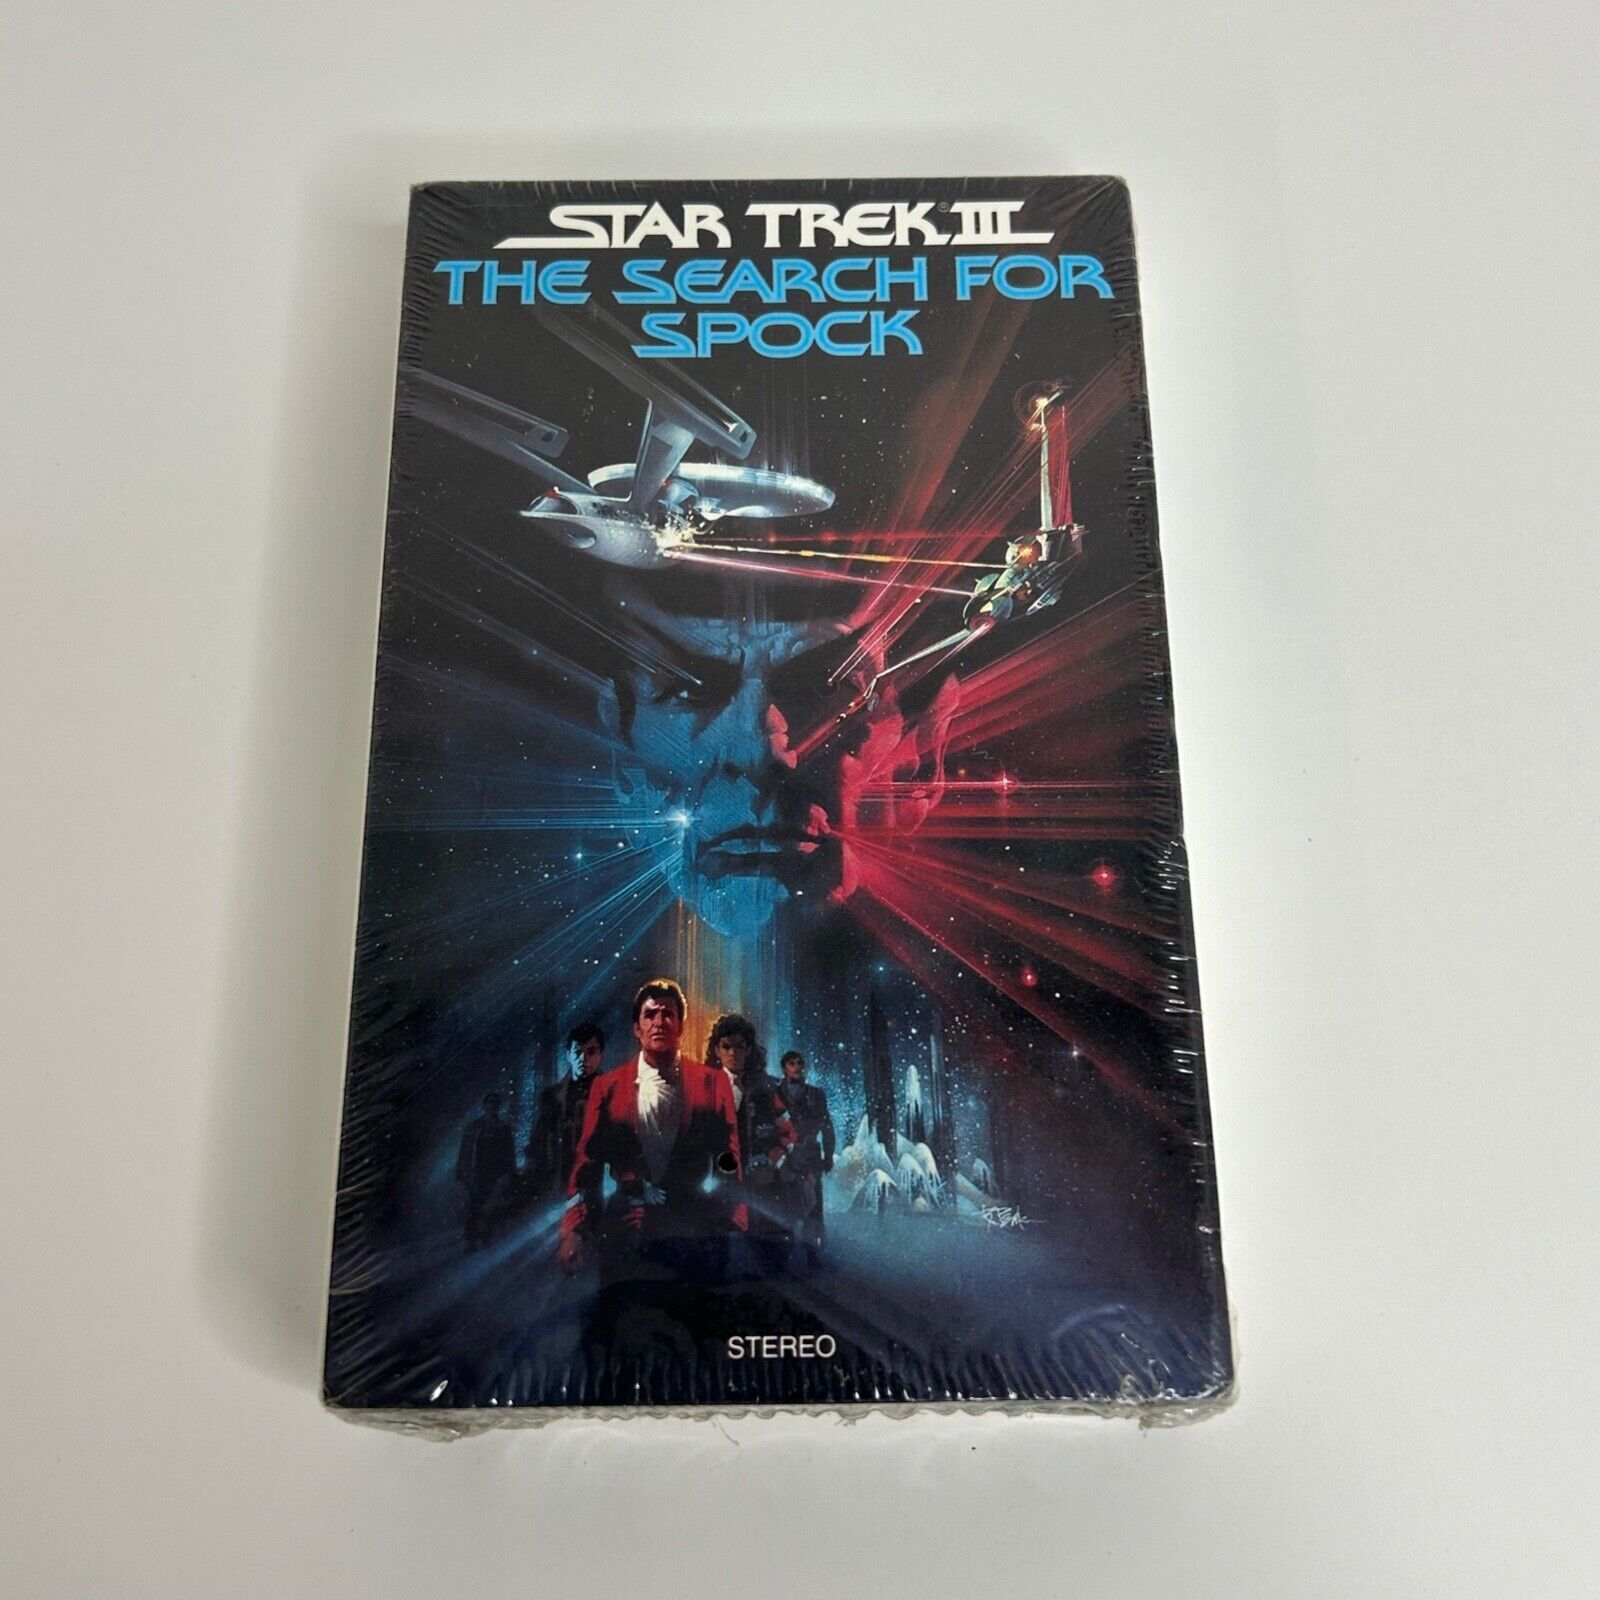 STAR TREK® III
THE SEARCH FOR
SPOCK
STEREO